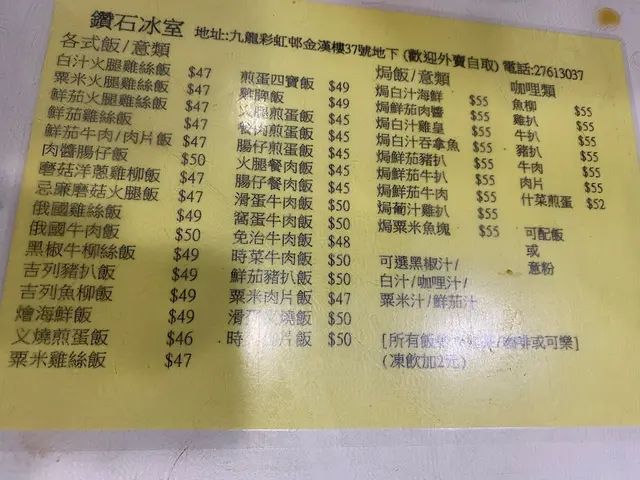 鑽石冰室 地址:九龍彩虹邨金漢樓37號地下 (歡迎外賣自取) 電話:27613037
各式飯/意類
白汁火腿雞絲飯 $47
粟米火腿雞絲飯 $47
鮮茄火腿雞絲飯 $47
鮮茄雞絲飯 $47
鮮茄牛肉/肉片飯 $47
肉醬腸仔飯 $50
磨菇洋蔥雞柳飯 $47
忌廉磨菇火腿飯 $47
俄國雞絲飯 $49
俄國牛肉飯 $50
黑椒牛柳絲飯 $49
吉列豬扒飯 $49
吉列魚柳飯 $49
燴海鮮飯 $49
叉燒煎蛋飯 $46
粟米雞絲飯 $47
煎蛋四寶飯 $49
雞脾飯 $49
火腿煎蛋飯 $45
餐肉煎蛋飯 $45
腸仔煎蛋飯 $45
火腿餐肉飯 $45
腸仔餐肉飯 $45
滑蛋牛肉飯 $50
窩蛋牛肉飯 $50
免治牛肉飯 $48
時菜牛肉飯 $50
鮮茄豬扒飯 $50
粟米肉片飯 $47
滑蛋叉燒飯 $50
時 片飯 $50
焗飯/意類
焗白汁海鮮 $55
焗鮮茄肉醬 $55
焗白汁雞皇 $55
焗白汁吞拿魚 $55
焗鮮茄豬扒 $55
焗鮮茄牛扒 $55
焗鮮茄牛肉 $55
焗葡汁雞扒 $55
焗粟米魚塊 $55
可選黑椒汁/
白汁/咖哩汁/
粟米汁/鮮茄汁
咖哩類
魚柳 $55
雞扒 $55
牛扒 $55
豬扒 $55
牛肉 $55
肉片 $55
什菜煎蛋 $52
可配飯
或
意粉
[所有飯 /咖啡或可樂]
(凍飲加2元)